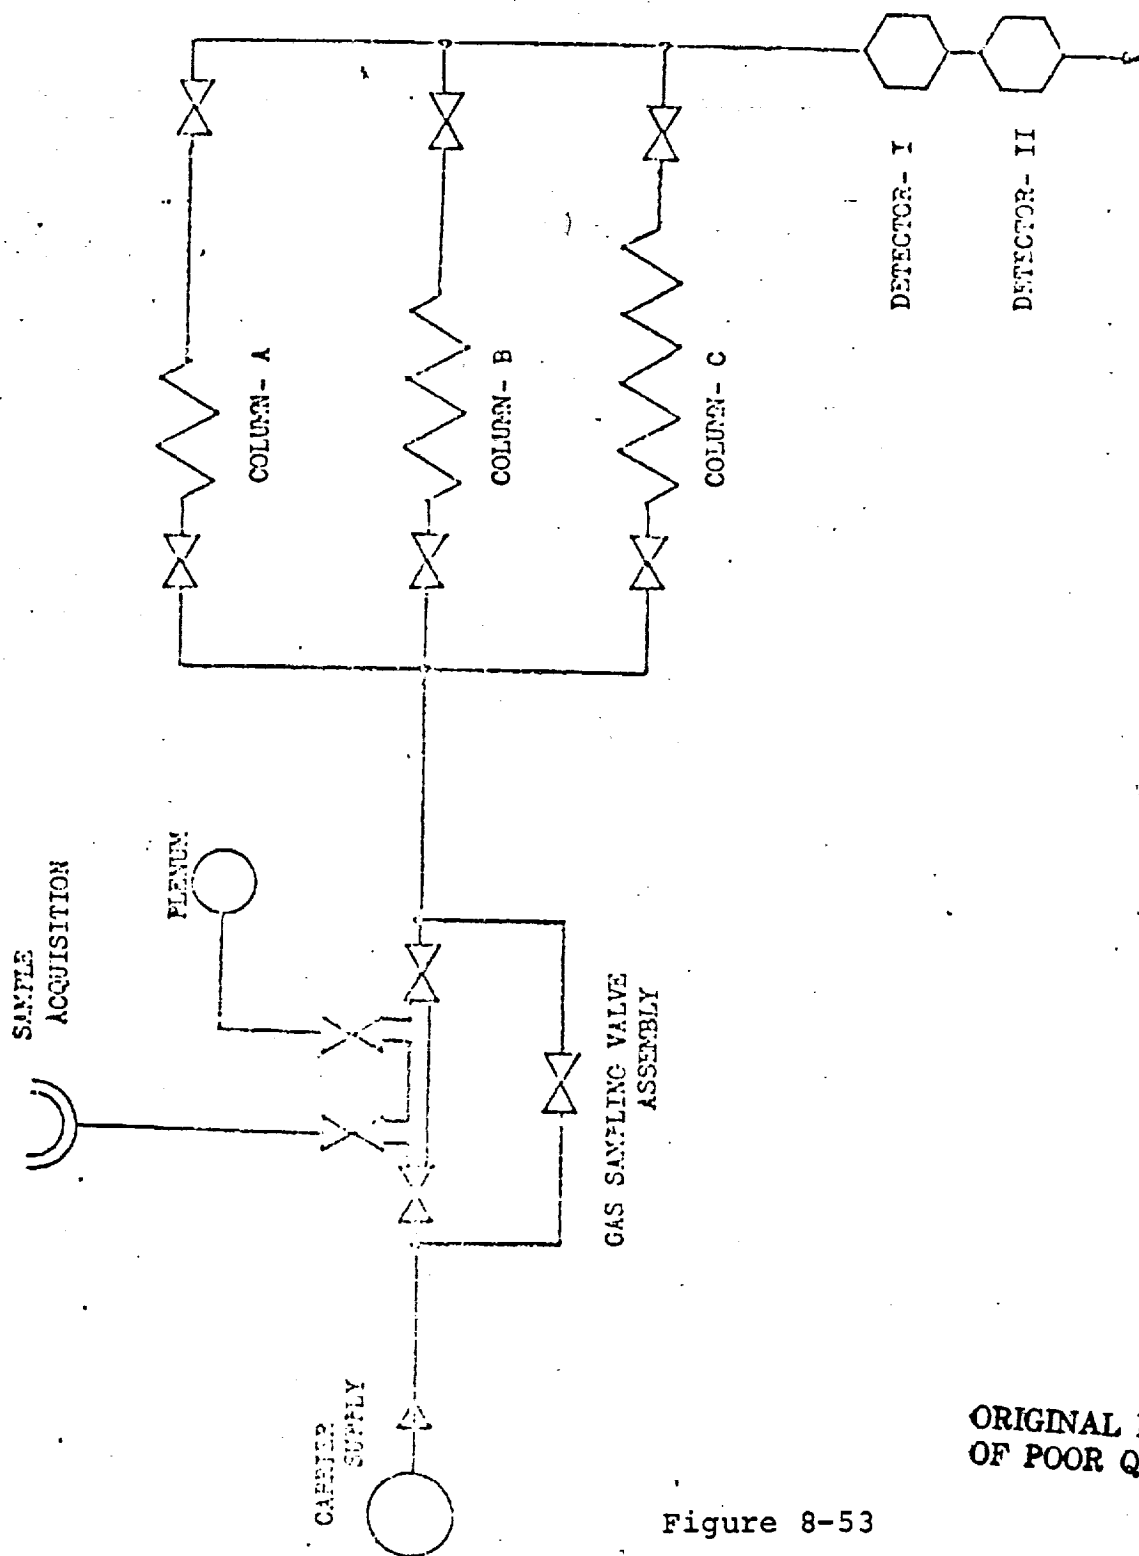 SAMPLE
ACQUISITION
PLENUM
CARRIER
SUPPLY
GAS SAMPLING VALVE
ASSEMBLY
COLUMN- A
COLUMN- B
COLUMN- C
DETECTOR- I
DETECTOR- II
ORIGINAL
OF POOR
Figure 8-53